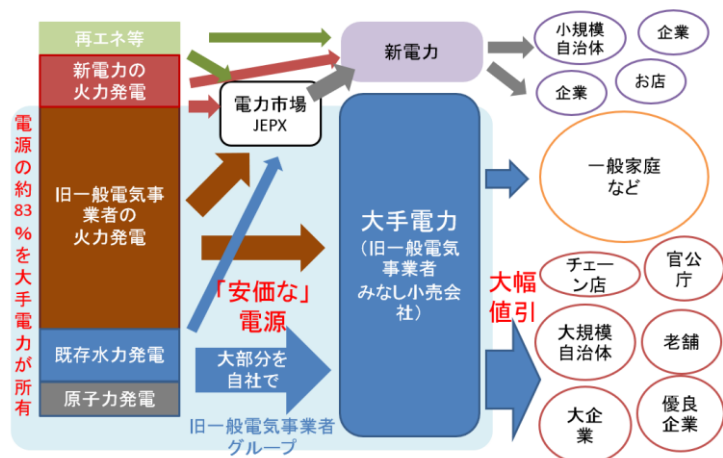 再エネ等
新電力の
火力発電
旧一般電気事
業者の
火力発電
既存水力発電
原子力発電
電源の約83%を大手電力が所有
電力市場
JEPX
新電力
「安価な」
電源
大部分を
自社で
旧一般電気事業者
グループ
大手電力
（旧一般電気
事業者
みなし小売会
社）
大幅
値引
小規模
自治体
企業
企業
お店
一般家庭
など
チェー
ン店
官公
庁
大規模
自治体
老舗
大企
業
優良
企業